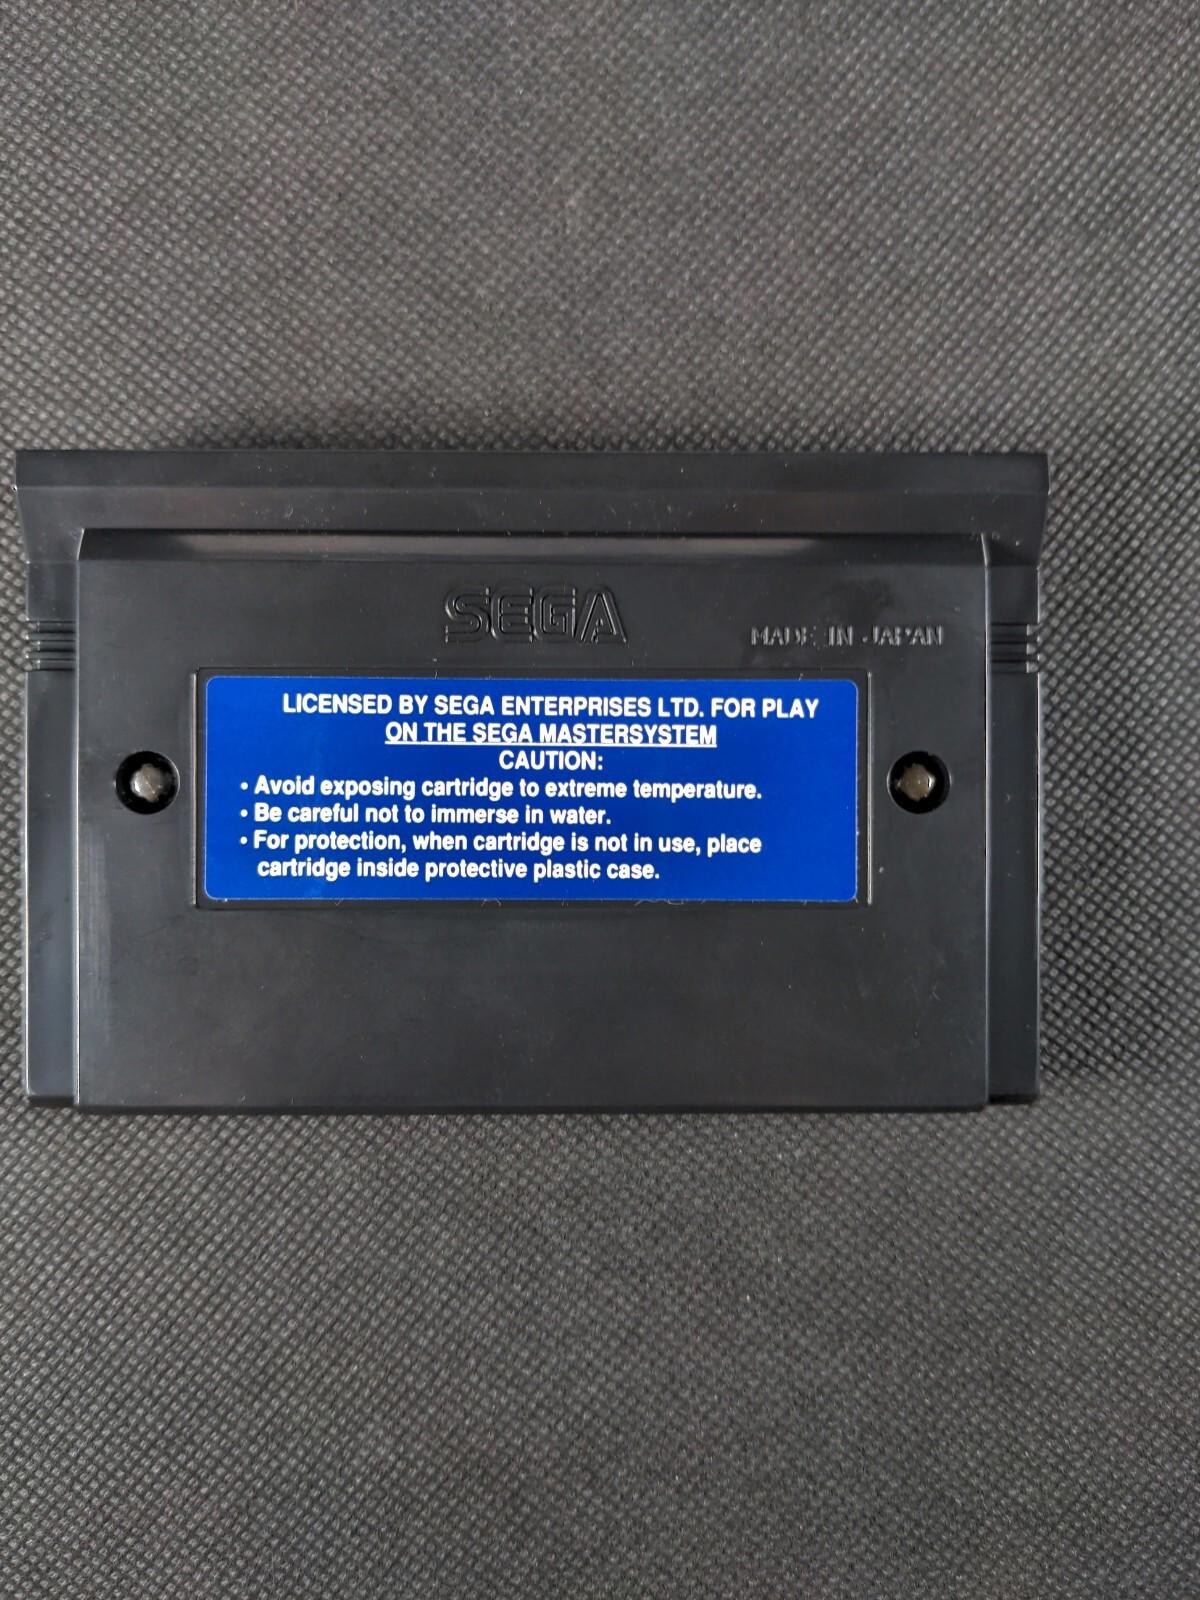 SEGA
MADE IN JAPAN
LICENSED BY SEGA ENTERPRISES LTD. FOR PLAY
ON THE SEGA MASTERSYSTEM
CAUTION:
• Avoid exposing cartridge to extreme temperature.
• Be careful not to immerse in water.
• For protection, when cartridge is not in use, place
cartridge inside protective plastic case.